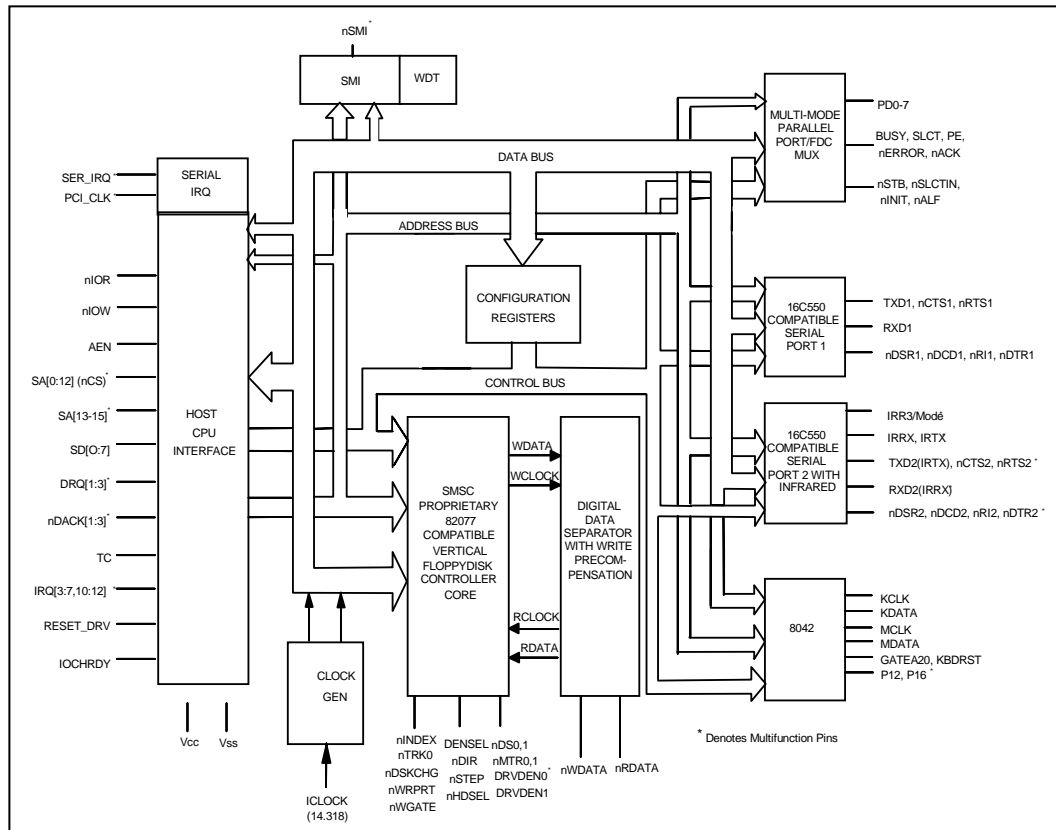 nSMI*
SMI
WDT
DATA BUS
ADDRESS BUS
SER_IRQ*
PCI_CLK*
SERIAL
IRQ
nIOR
nIOW
AEN
SA[0:12] (nCS)*
SA[13-15]*
SD[O:7]
DRQ[1:3]*
nDACK[1:3]*
TC
IRQ[3:7,10:12]*
RESET_DRV
IOCHRDY
HOST
CPU
INTERFACE
Vcc
Vss
CONFIGURATION
REGISTERS
CONTROL BUS
CLOCK
GEN
ICLOCK
(14.318)
SMSC
PROPRIETARY
82077
COMPATIBLE
VERTICAL
FLOPPYDISK
CONTROLLER
CORE
WDATA
WCLOCK
RCLOCK
RDATA
DIGITAL
DATA
SEPARATOR
WITH WRITE
PRECOM-
PENSATION
nINDEX
nTRK0
nDSKCHG
nWRPRT
nWGATE
DENSEL
nDIR
nSTEP
nHDSEL
nDS0,1
nMTR0,1
DRVDEN0*
DRVDEN1
nWDATA
nRDATA
MULTI-MODE
PARALLEL
PORT/FDC
MUX
PD0-7
BUSY, SLCT, PE,
nERROR, nACK
nSTB, nSLCTIN,
nINIT, nALF
16C550
COMPATIBLE
SERIAL
PORT 1
TXD1, nCTS1, nRTS1
RXD1
nDSR1, nDCD1, nRI1, nDTR1
16C550
COMPATIBLE
SERIAL
PORT 2 WITH
INFRARED
IRR3/Mode*
IRRX, IRTX
TXD2(IRTX), nCTS2, nRTS2 *
RXD2(IRRX)*
nDSR2, nDCD2, nRI2, nDTR2 *
8042
KCLK
KDATA
MCLK
MDATA
GATEA20, KBDRST
P12, P16 *
* Denotes Multifunction Pins